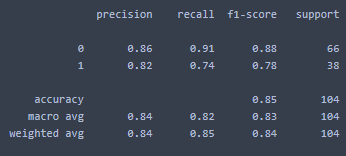 precision recall f1-score support
0 0.86 0.91 0.88 66
1 0.82 0.74 0.78 38
accuracy 0.85 104
macro avg 0.84 0.82 0.83 104
weighted avg 0.84 0.85 0.84 104